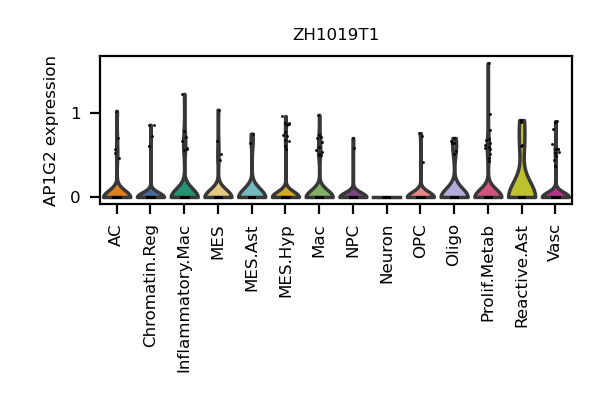 ZH1019T1
AP1G2 expression
1
0
AC
Chromatin.Reg
Inflammatory.Mac
MES
MES.Ast
MES.Hyp
Mac
NPC
Neuron
OPC
Oligo
Prolif.Metab
Reactive.Ast
Vasc